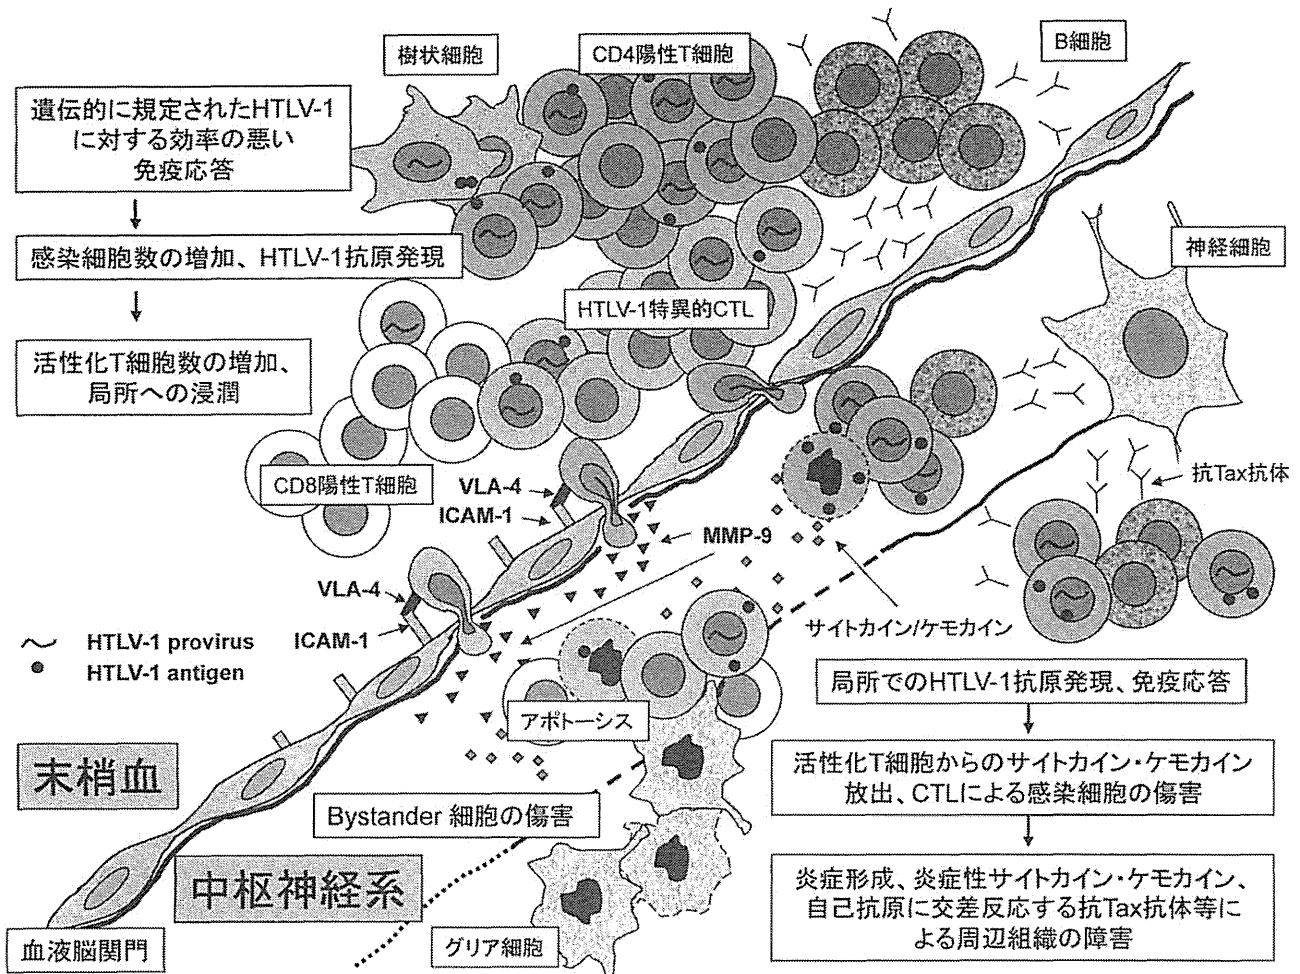 樹状細胞
CD4陽性T細胞
B細胞
遺伝的に規定されたHTLV-1
に対する効率の悪い
免疫応答
感染細胞数の増加、HTLV-1抗原発現
活性化T細胞数の増加、
局所への浸潤
HTLV-1特異的CTL
神経細胞
CD8陽性T細胞
VLA-4
ICAM-1
MMP-9
抗Tax抗体
VLA-4
ICAM-1
HTLV-1 provirus
HTLV-1 antigen
サイトカイン/ケモカイン
アポトーシス
末梢血
Bystander 細胞の傷害
中枢神経系
血液脳関門
グリア細胞
局所でのHTLV-1抗原発現、免疫応答
活性化T細胞からのサイトカイン・ケモカイン
放出、CTLによる感染細胞の傷害
炎症形成、炎症性サイトカイン・ケモカイン、
自己抗原に交差反応する抗Tax抗体等に
よる周辺組織の障害